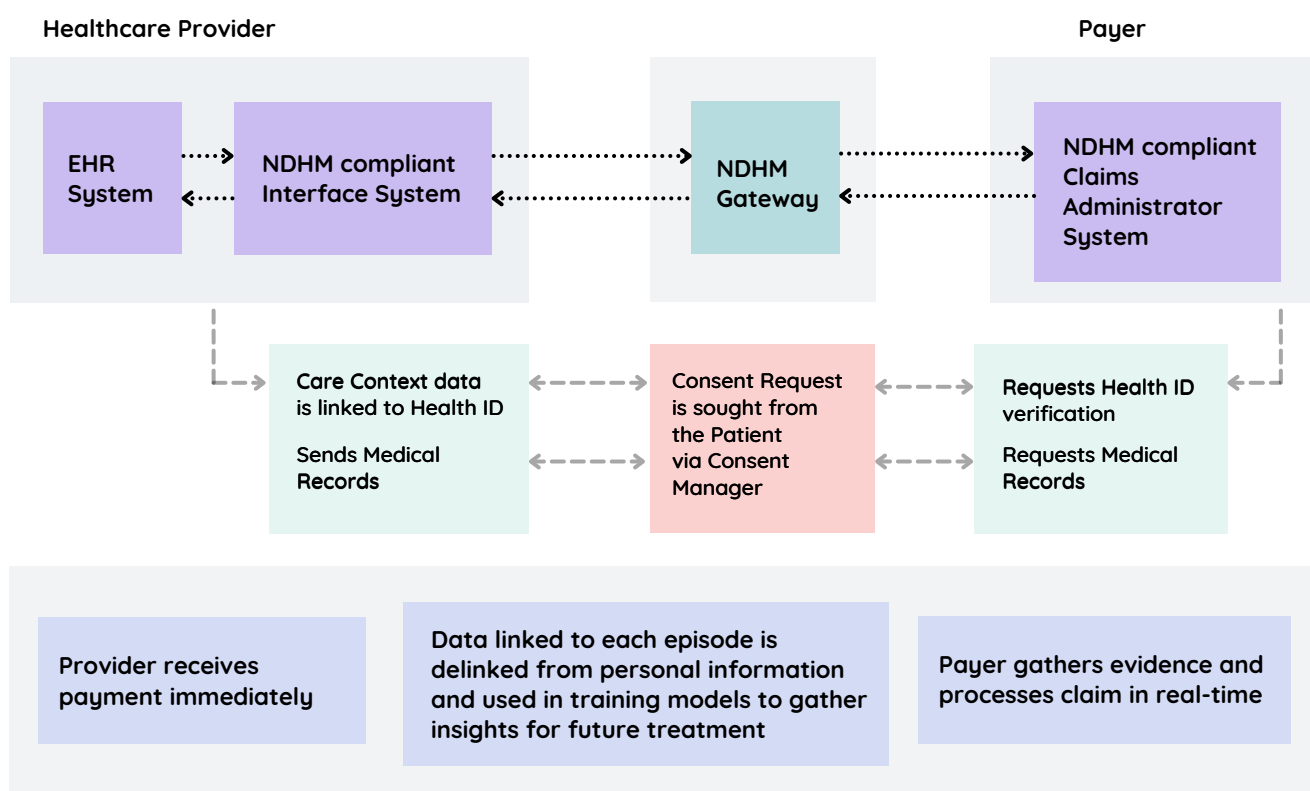 Healthcare Provider
Payer
EHR
System
NDHM compliant
Interface System
NDHM
Gateway
NDHM compliant
Claims
Administrator
System
Care Context data
is linked to Health ID
Sends Medical
Records
Consent Request
is sought from
the Patient
via Consent
Manager
Requests Health ID
verification
Requests Medical
Records
Provider receives
payment immediately
Data linked to each episode is
delinked from personal information
and used in training models to gather
insights for future treatment
Payer gathers evidence and
processes claim in real-time